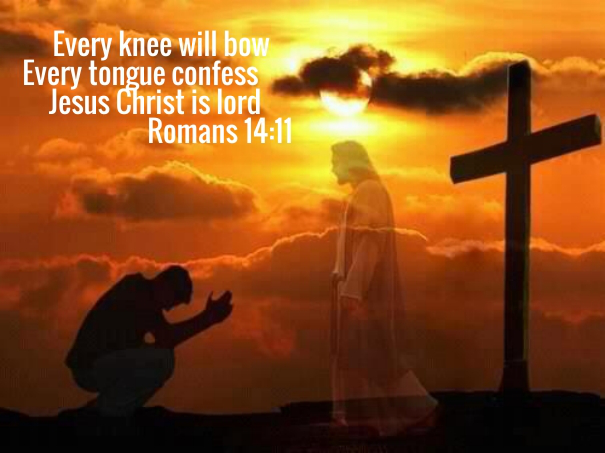 Every knee will bow
Every tongue confess
Jesus Christ is lord
Romans 14:11